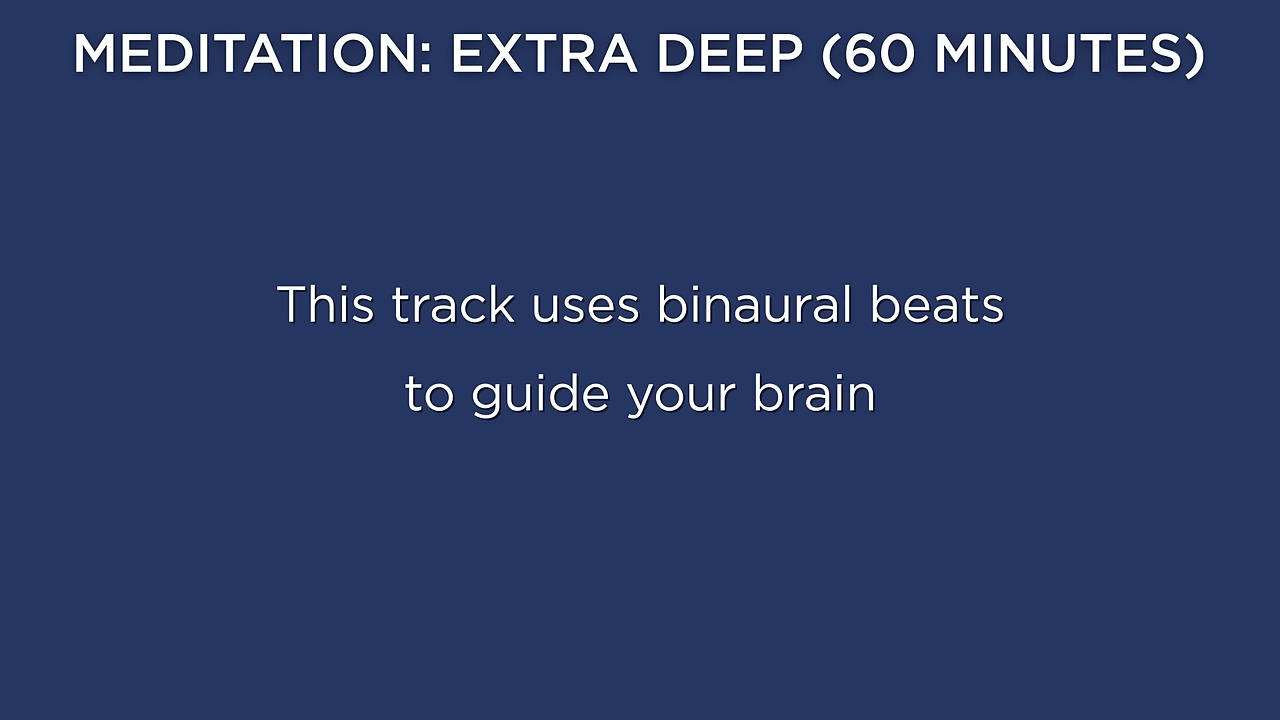 MEDITATION: EXTRA DEEP (60 MINUTES)
This track uses binaural beats
to guide your brain